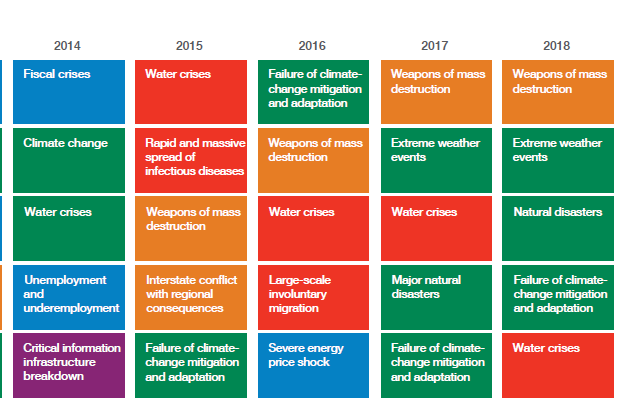 2014 2015 2016 2017 2018
Fiscal crises
Water crises
Failure of climate-
change mitigation
and adaptation
Weapons of mass
destruction
Weapons of mass
destruction
Climate change
Rapid and massive
spread of
infectious diseases
Weapons of mass
destruction
Extreme weather
events
Extreme weather
events
Water crises
Weapons of mass
destruction
Water crises
Water crises
Natural disasters
Unemployment
and
underemployment
Interstate conflict
with regional
consequences
Large-scale
involuntary
migration
Major natural
disasters
Failure of climate-
change mitigation
and adaptation
Critical information
infrastructure
breakdown
Failure of climate-
change mitigation
and adaptation
Severe energy
price shock
Failure of climate-
change mitigation
and adaptation
Water crises